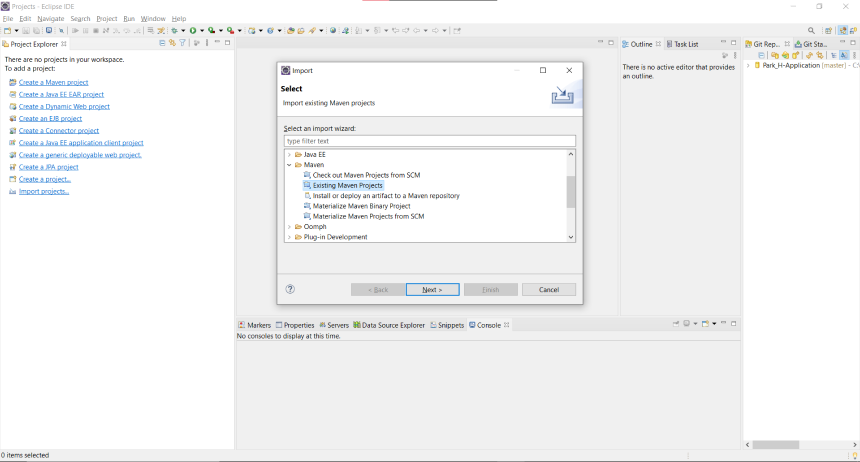 Projects - Eclipse IDE
File Edit Navigate Search Project Run Window Help
Project Explorer
There are no projects in your workspace.
To add a project:
Create a Maven project
Create a Java EE EAR project
Create a Dynamic Web project
Create an EJB project
Create a Connector project
Create a Java EE application client project
Create a generic deployable web project.
Create a JPA project
Create a project...
Import projects...
Import
Select
Import existing Maven projects
Select an import wizard:
type filter text
Java EE
Maven
Check out Maven Projects from SCM
Existing Maven Projects
Install or deploy an artifact to a Maven repository
Materialize Maven Binary Project
Materialize Maven Projects from SCM
Oomph
Plug-in Development
?
< Back Next > Finish Cancel
Markers Properties Servers Data Source Explorer Snippets Console
No consoles to display at this time.
Outline Task List
There is no active editor that provides
an outline.
Git Rep... Git Sta...
Park_H-Application [master] - C:\
0 items selected